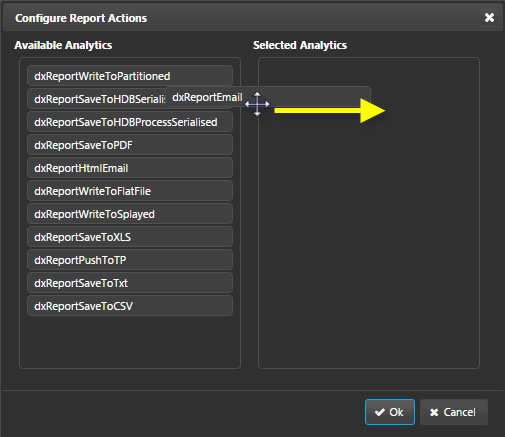 Configure Report Actions
Available Analytics
Selected Analytics
dxReportWriteToPartitioned
dxReportSaveToHDBSerialis
dxReportEmail
dxReportSaveToHDBProcessSerialised
dxReportSaveToPDF
dxReportHtmlEmail
dxReportWriteToFlatFile
dxReportWriteToSplayed
dxReportSaveToXLS
dxReportPushToTP
dxReportSaveToTxt
dxReportSaveToCSV
Ok
Cancel